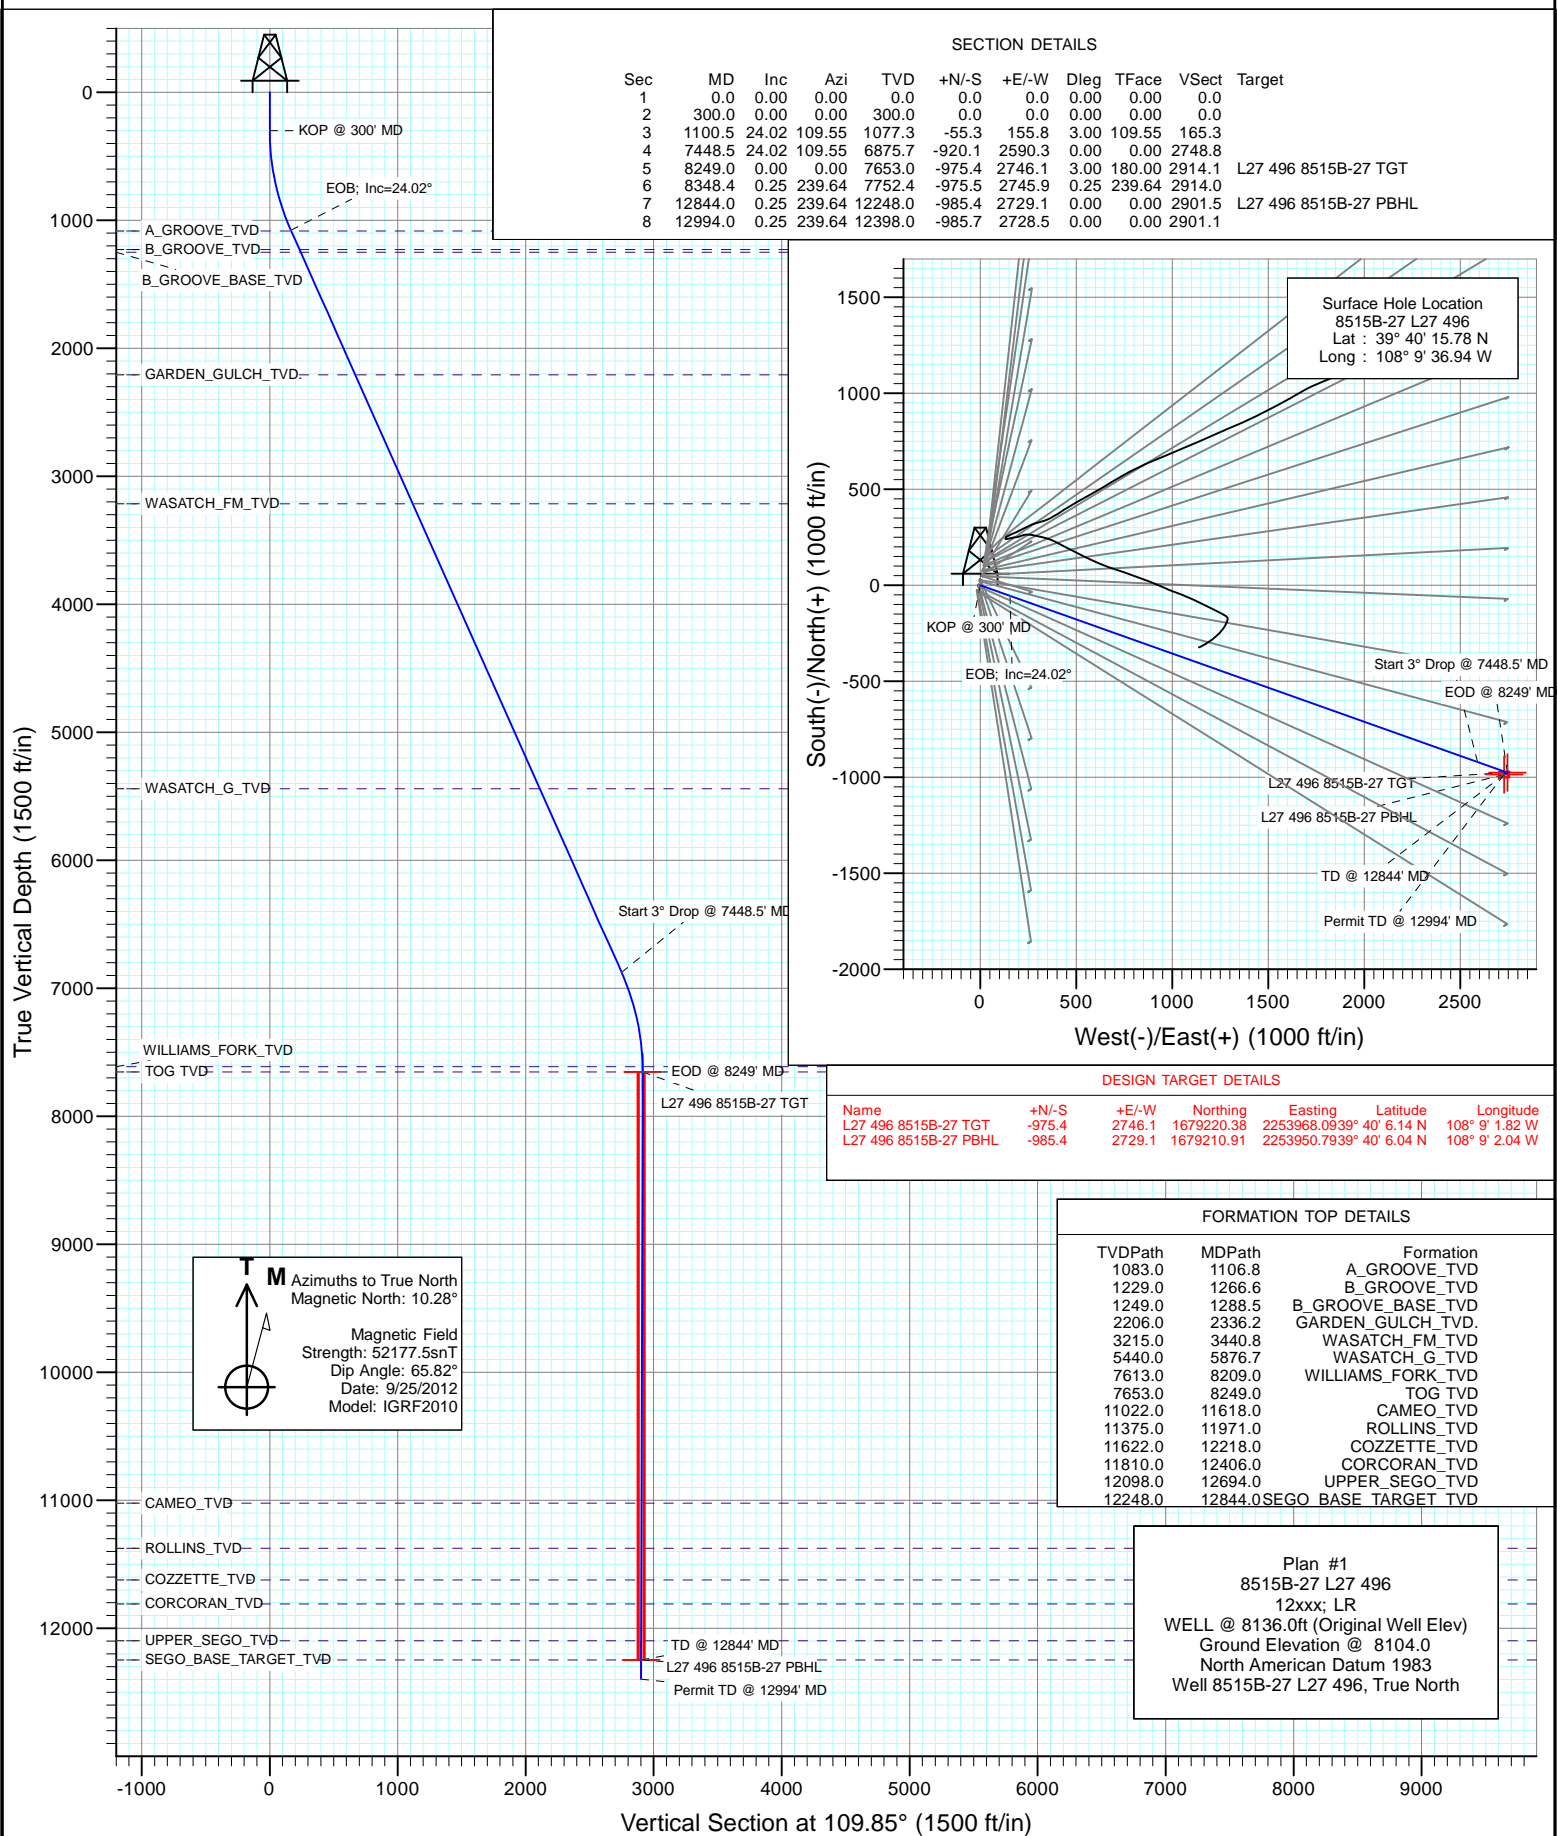 SECTION DETAILS
Sec MD Inc Azi TVD +N/-S +E/-W Dleg TFace VSect Target
1 0.0 0.00 0.00 0.0 0.0 0.0 0.00 0.00 0.0
2 300.0 0.00 0.00 300.0 0.0 0.0 0.00 0.00 0.0
3 1100.5 24.02 109.55 1077.3 -55.3 155.8 3.00 109.55 165.3
4 7448.5 24.02 109.55 6875.7 -920.1 2590.3 0.00 0.00 2748.8
5 8249.0 0.00 0.00 7653.0 -975.4 2746.1 3.00 180.00 2914.1 L27 496 8515B-27 TGT
6 8348.4 0.25 239.64 7752.4 -975.5 2745.9 0.25 239.64 2914.0
7 12844.0 0.25 239.64 12248.0 -985.4 2729.1 0.00 0.00 2901.5 L27 496 8515B-27 PBHL
8 12994.0 0.25 239.64 12398.0 -985.7 2728.5 0.00 0.00 2901.1
True Vertical Depth (1500 ft/in)
0
1000
2000
3000
4000
5000
6000
7000
8000
9000
10000
11000
12000
KOP @ 300' MD
EOB; Inc=24.02°
A_GROOVE_TVD
B_GROOVE_TVD
B_GROOVE_BASE_TVD
GARDEN_GULCH_TVD.
WASATCH_FM_TVD
WASATCH_G_TVD
Start 3° Drop @ 7448.5' MD
WILLIAMS_FORK_TVD
TOG TVD
EOD @ 8249' MD
L27 496 8515B-27 TGT
CAMEO_TVD
ROLLINS_TVD
COZZETTE_TVD
CORCORAN_TVD
UPPER_SEGO_TVD
SEGO_BASE_TARGET_TVD
TD @ 12844' MD
L27 496 8515B-27 PBHL
Permit TD @ 12994' MD
-1000 0 1000 2000 3000 4000 5000 6000 7000 8000 9000
Vertical Section at 109.85° (1500 ft/in)
South(-)/North(+) (1000 ft/in)
1500
1000
500
0
-500
-1000
-1500
-2000
Surface Hole Location
8515B-27 L27 496
Lat : 39° 40' 15.78 N
Long : 108° 9' 36.94 W
KOP @ 300' MD
EOB; Inc=24.02°
Start 3° Drop @ 7448.5' MD
EOD @ 8249' MD
L27 496 8515B-27 TGT
L27 496 8515B-27 PBHL
TD @ 12844' MD
Permit TD @ 12994' MD
0 500 1000 1500 2000 2500
West(-)/East(+) (1000 ft/in)
DESIGN TARGET DETAILS
Name +N/-S +E/-W Northing Easting Latitude Longitude
L27 496 8515B-27 TGT -975.4 2746.1 1679220.38 2253968.0939° 40' 6.14 N 108° 9' 1.82 W
L27 496 8515B-27 PBHL -985.4 2729.1 1679210.91 2253950.7939° 40' 6.04 N 108° 9' 2.04 W
FORMATION TOP DETAILS
TVDPath MDPath Formation
1083.0 1106.8 A_GROOVE_TVD
1229.0 1266.6 B_GROOVE_TVD
1249.0 1288.5 B_GROOVE_BASE_TVD
2206.0 2336.2 GARDEN_GULCH_TVD.
3215.0 3440.8 WASATCH_FM_TVD
5440.0 5876.7 WASATCH_G_TVD
7613.0 8209.0 WILLIAMS_FORK_TVD
7653.0 8249.0 TOG TVD
11022.0 11618.0 CAMEO_TVD
11375.0 11971.0 ROLLINS_TVD
11622.0 12218.0 COZZETTE_TVD
11810.0 12406.0 CORCORAN_TVD
12098.0 12694.0 UPPER_SEGO_TVD
12248.0 12844.0SEGO_BASE_TARGET_TVD
T
M
Azimuths to True North
Magnetic North: 10.28°
Magnetic Field
Strength: 52177.5snT
Dip Angle: 65.82°
Date: 9/25/2012
Model: IGRF2010
Plan #1
8515B-27 L27 496
12xxx; LR
WELL @ 8136.0ft (Original Well Elev)
Ground Elevation @ 8104.0
North American Datum 1983
Well 8515B-27 L27 496, True North